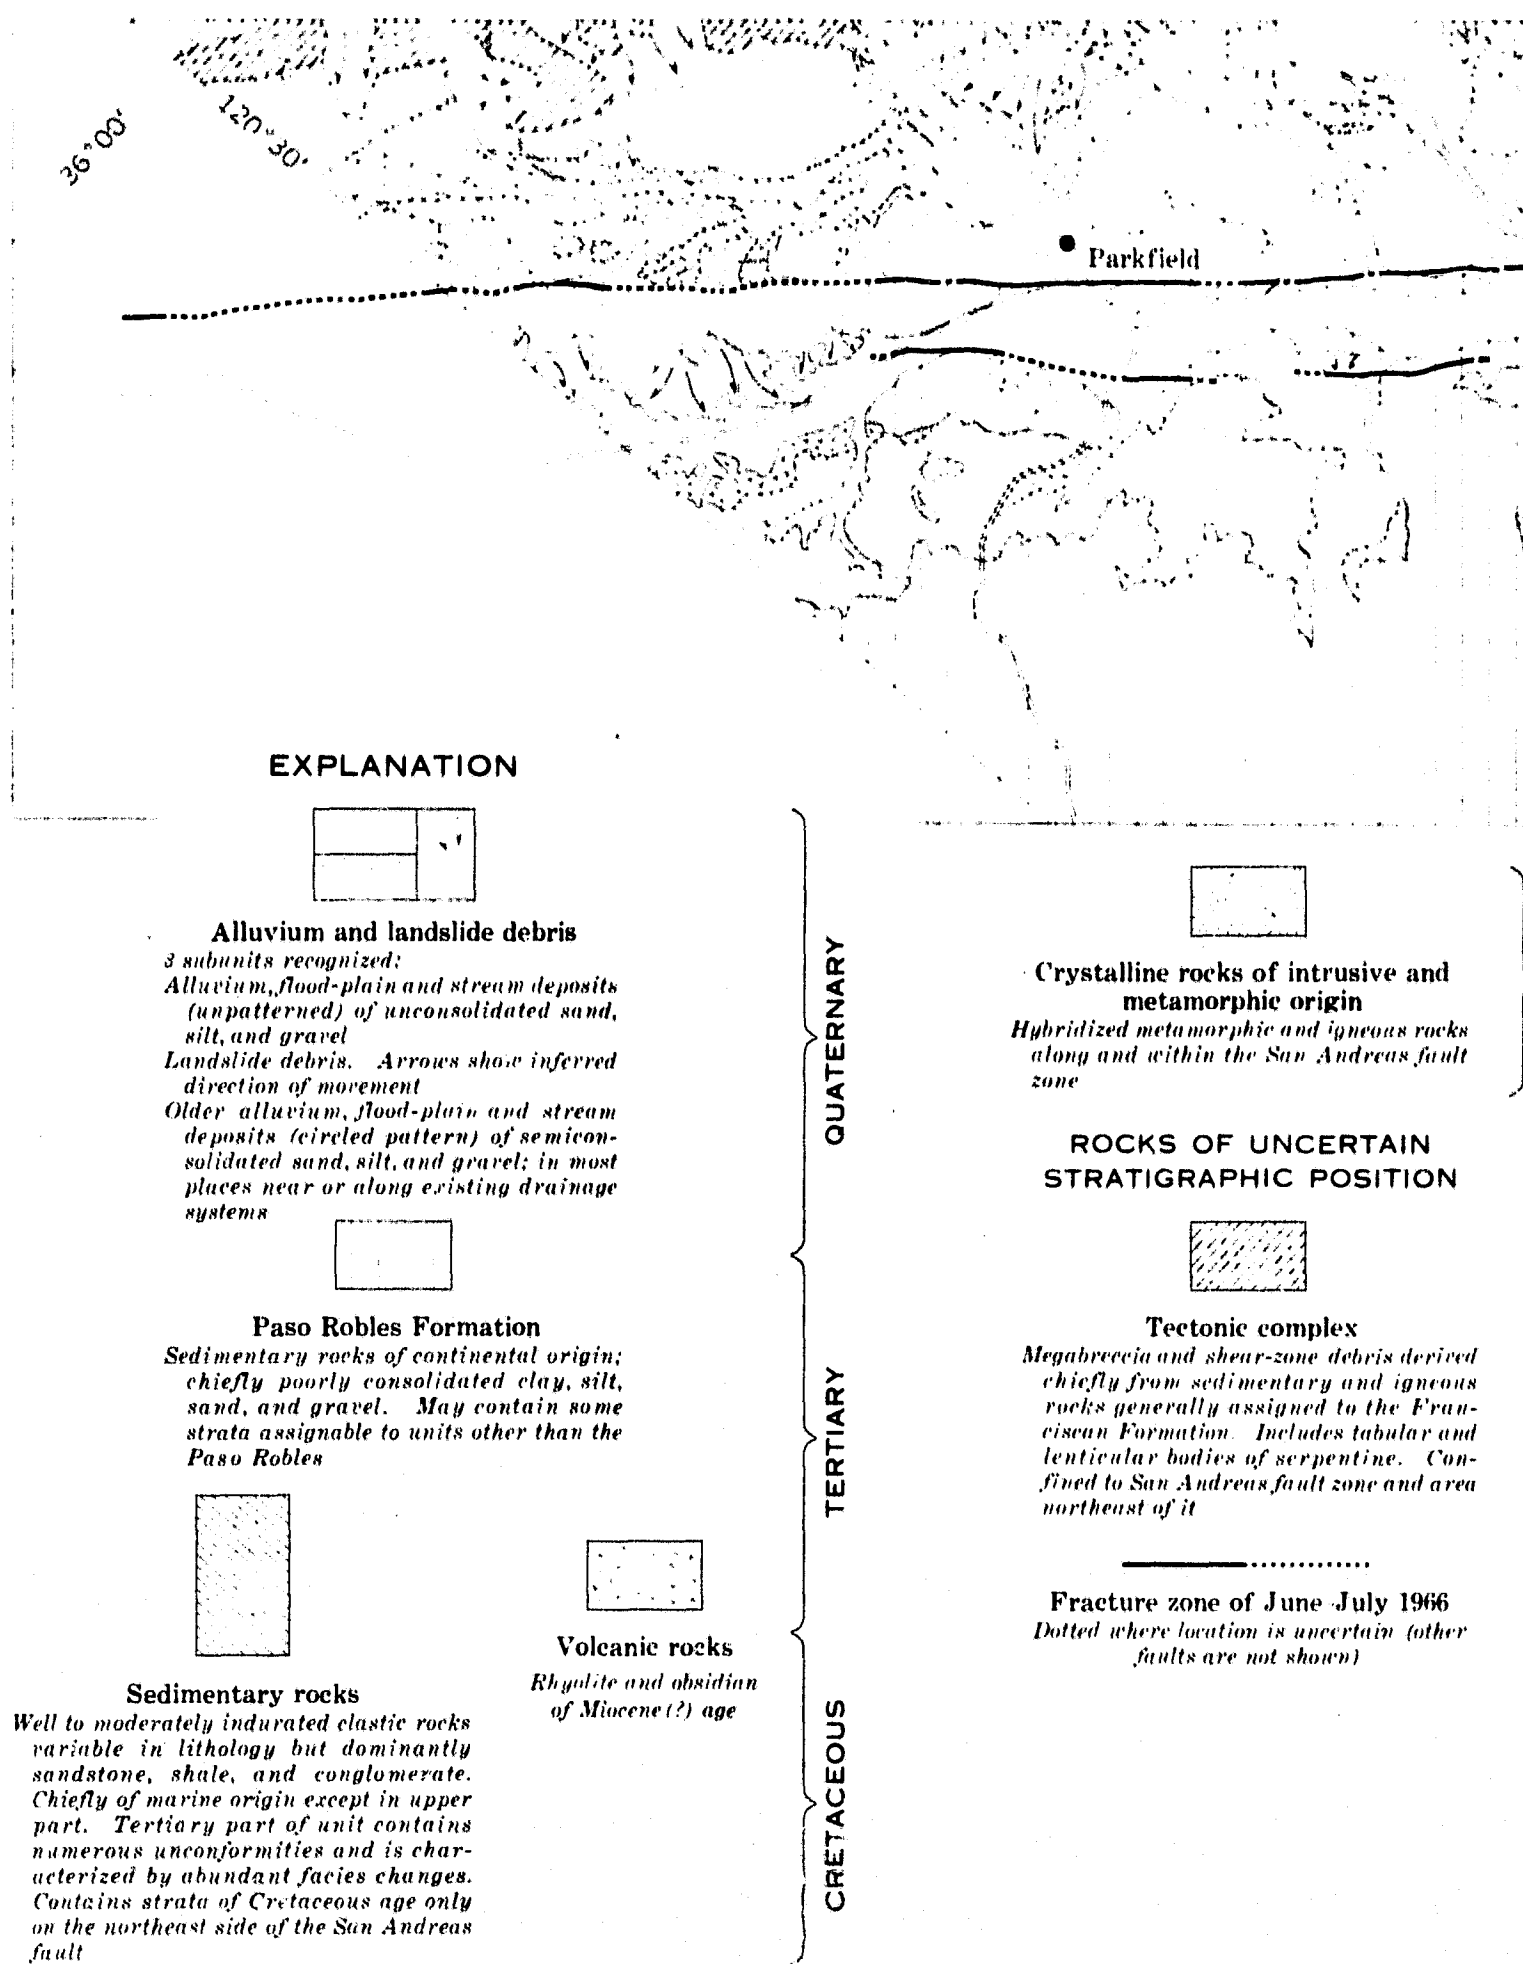 36°00'
120°30'
Parkfield
EXPLANATION
Alluvium and landslide debris
3 subunits recognized:
Alluvium, flood-plain and stream deposits
(unpatterned) of unconsolidated sand,
silt, and gravel
Landslide debris. Arrows show inferred
direction of movement
Older alluvium, flood-plain and stream
deposits (circled pattern) of semicon-
solidated sand, silt, and gravel; in most
places near or along existing drainage
systems
Paso Robles Formation
Sedimentary rocks of continental origin;
chiefly poorly consolidated clay, silt,
sand, and gravel. May contain some
strata assignable to units other than the
Paso Robles
Sedimentary rocks
Well to moderately indurated clastic rocks
variable in lithology but dominantly
sandstone, shale, and conglomerate.
Chiefly of marine origin except in upper
part. Tertiary part of unit contains
numerous unconformities and is char-
acterized by abundant facies changes.
Contains strata of Cretaceous age only
on the northeast side of the San Andreas
fault
Volcanic rocks
Rhyolite and obsidian
of Miocene(?) age
QUATERNARY
TERTIARY
CRETACEOUS
Crystalline rocks of intrusive and
metamorphic origin
Hybridized metamorphic and igneous rocks
along and within the San Andreas fault
zone
ROCKS OF UNCERTAIN
STRATIGRAPHIC POSITION
Tectonic complex
Megabreccia and shear-zone debris derived
chiefly from sedimentary and igneous
rocks generally assigned to the Fran-
ciscan Formation. Includes tabular and
lenticular bodies of serpentine. Con-
fined to San Andreas fault zone and area
northeast of it
Fracture zone of June-July 1966
Dotted where location is uncertain (other
faults are not shown)